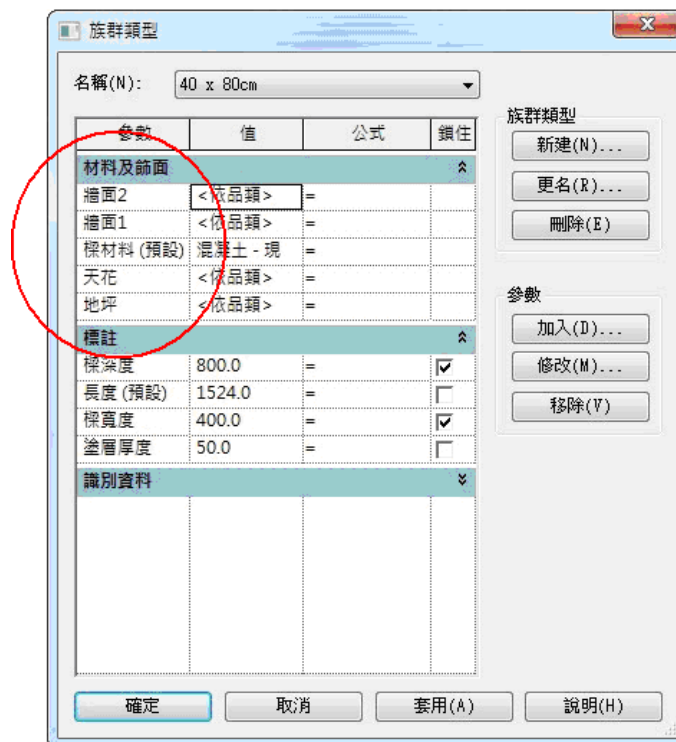 族群類型
名稱(N): 40 x 80cm
參數 值 公式 鎖住
材料及飾面
牆面2 <依品類> =
牆面1 <依品類> =
樑材料 (預設) 混凝土 - 現 =
天花 <依品類> =
地坪 <依品類> =
標註
樑深度 800.0 =
長度 (預設) 1524.0 =
樑寬度 400.0 =
塗層厚度 50.0 =
識別資料
族群類型
新建(N)...
更名(R)...
刪除(E)
參數
加入(D)...
修改(M)...
移除(V)
確定 取消 套用(A) 說明(H)